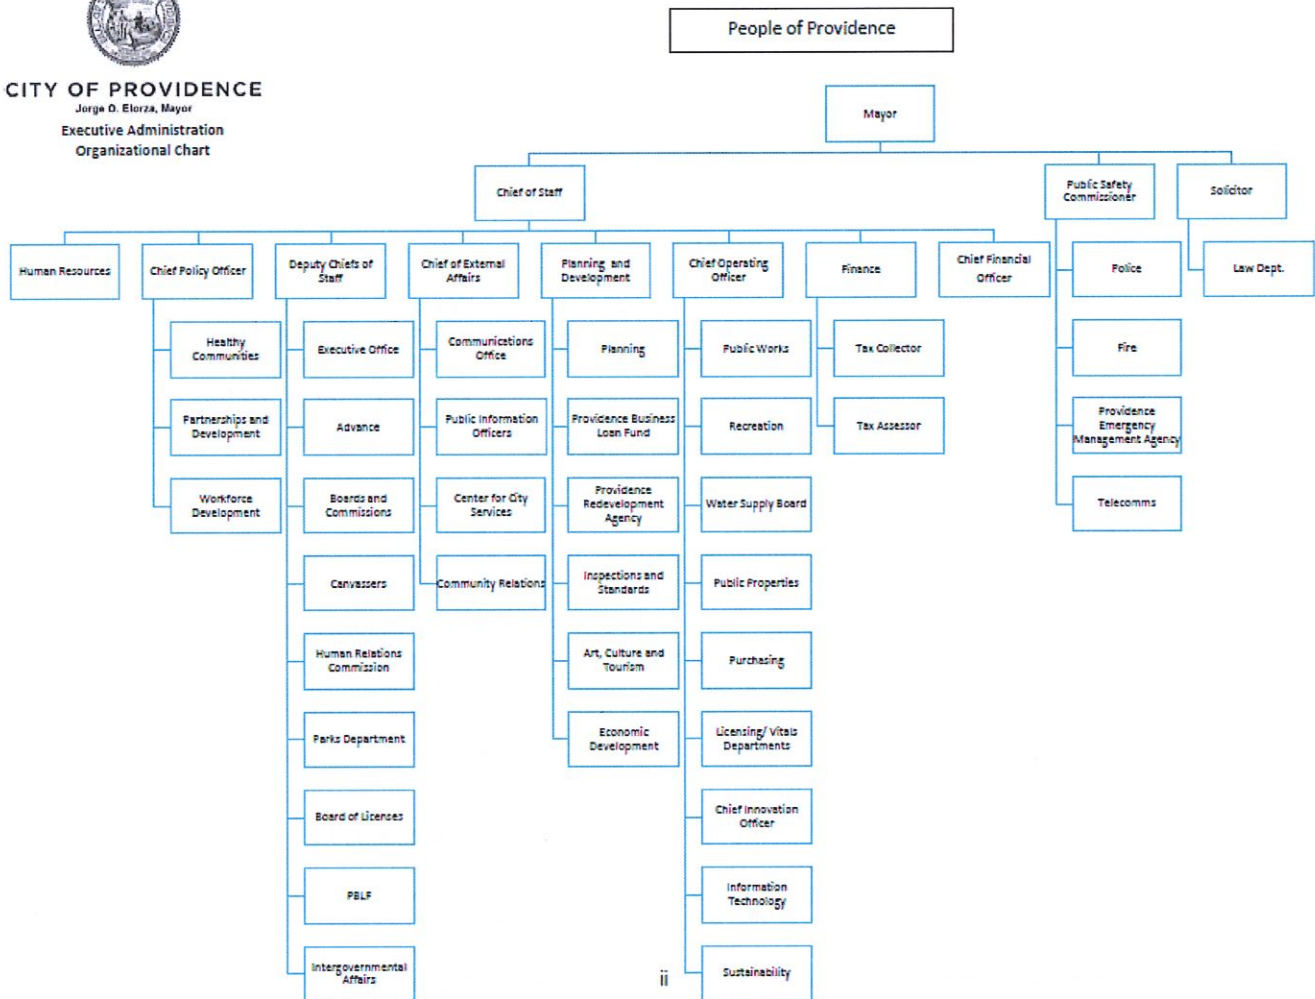 People of Providence
CITY OF PROVIDENCE
Jorge O. Elorza, Mayor
Executive Administration
Organizational Chart
Mayor
Chief of Staff
Public Safety
Commissioner
Solicitor
Human Resources
Chief Policy Officer
Deputy Chiefs of
Staff
Chief of External
Affairs
Planning and
Development
Chief Operating
Officer
Finance
Chief Financial
Officer
Police
Law Dept.
Healthy
Communities
Executive Office
Communications
Office
Planning
Public Works
Tax Collector
Fire
Partnerships and
Development
Advance
Public Information
Officers
Providence Business
Loan Fund
Recreation
Tax Assessor
Providence
Emergency
Management Agency
Workforce
Development
Boards and
Commissions
Center for City
Services
Providence
Redevelopment
Agency
Water Supply Board
Telecomms
Canvassers
Community Relations
Inspections and
Standards
Public Properties
Human Relations
Commission
Art, Culture and
Tourism
Purchasing
Parks Department
Economic
Development
Licensing/ Vitals
Departments
Board of Licenses
Chief Innovation
Officer
PBLF
Information
Technology
Intergovernmental
Affairs
ii
Sustainability